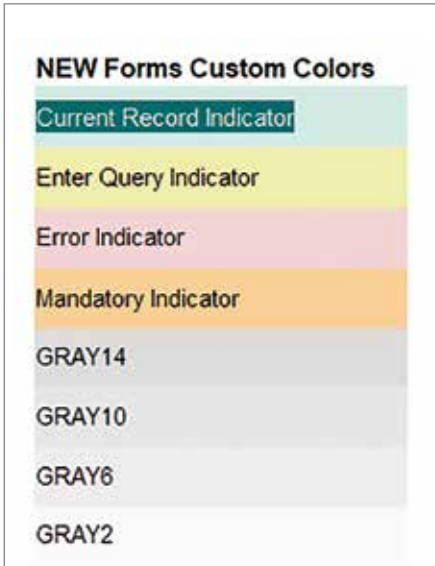 NEW Forms Custom Colors
Current Record Indicator
Enter Query Indicator
Error Indicator
Mandatory Indicator
GRAY14
GRAY10
GRAY6
GRAY2